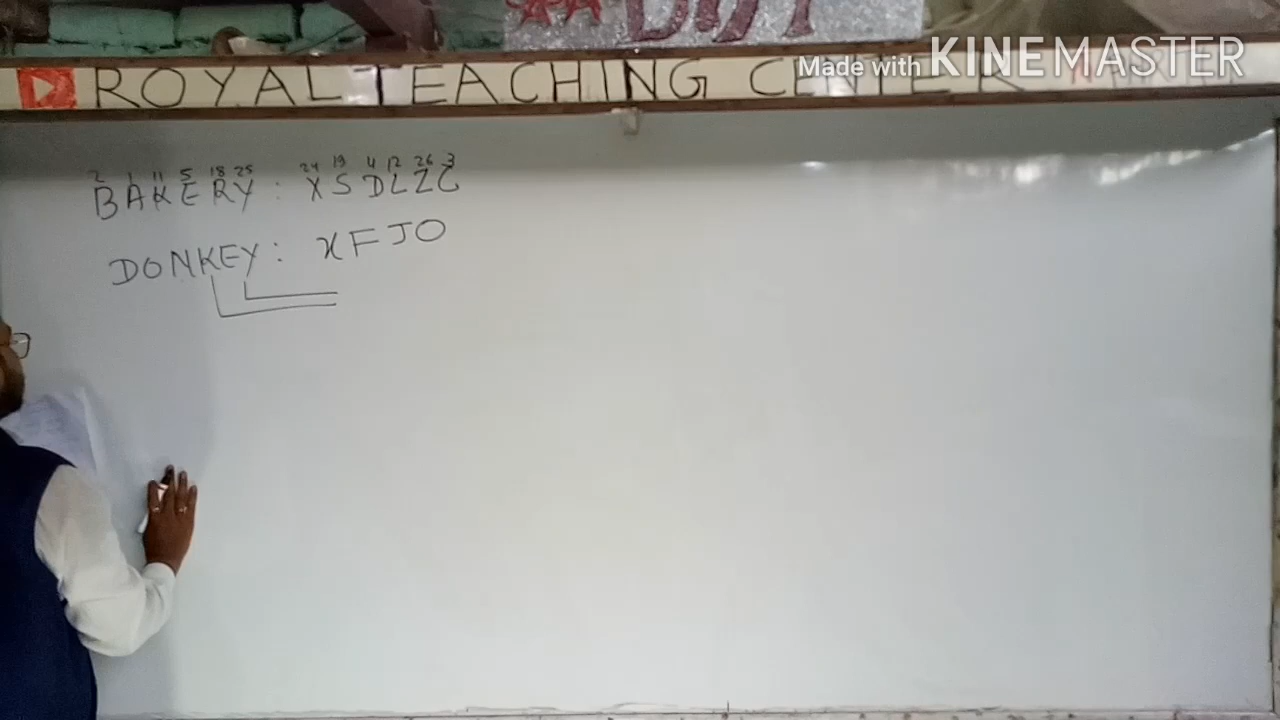 DUST
Made with KINEMASTER
ROYAL TEACHING CENTER
2 1 11 5 18 25 24 19 4 12 26 3
BAKERY : XSDLZC
DONKEY : XFJO